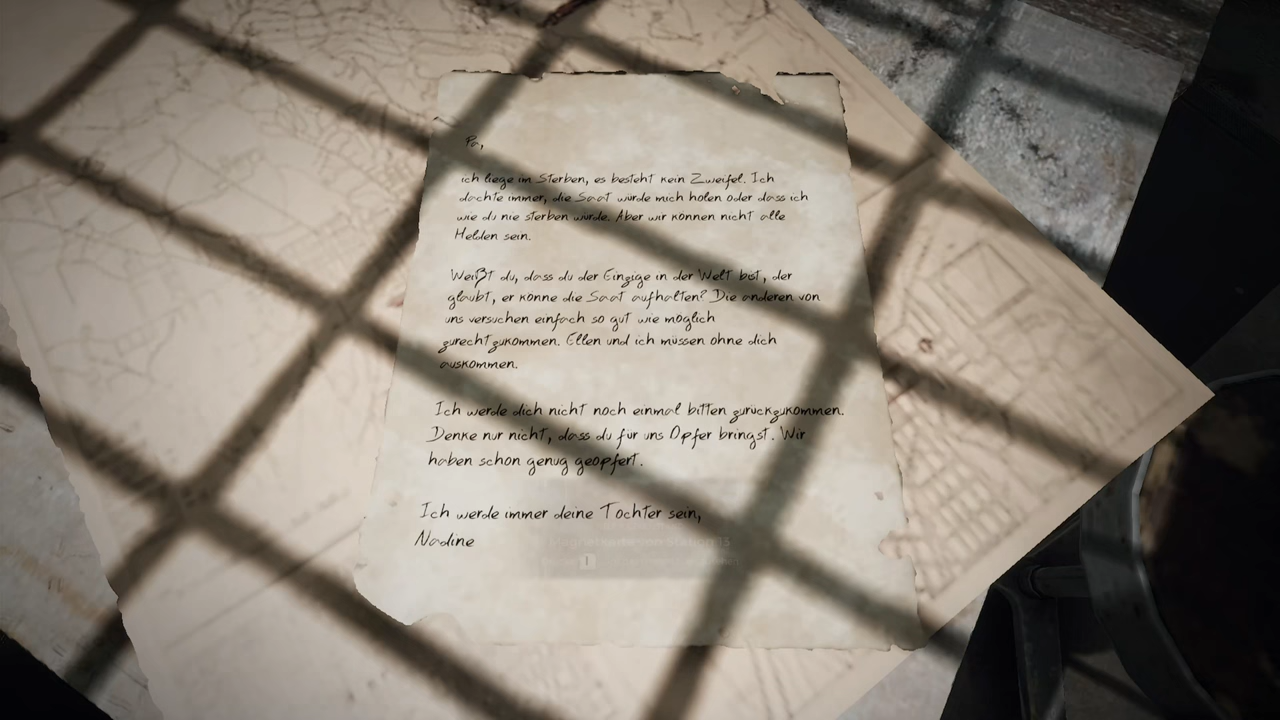 Pa,
ich liege im Sterben, es besteht kein Zweifel. Ich
dachte immer, die Saat würde mich holen oder dass ich
wie du nie sterben würde. Aber wir können nicht alle
Helden sein.
Weißt du, dass du der Einzige in der Welt bist, der
glaubt, er könne die Saat aufhalten? Die anderen von
uns versuchen einfach so gut wie möglich
zurechtzukommen. Ellen und ich müssen ohne dich
auskommen.
Ich werde dich nicht noch einmal bitten zurückzukommen.
Denke nur nicht, dass du für uns Opfer bringst. Wir
haben schon genug geopfert.
Ich werde immer deine Tochter sein,
Nadine